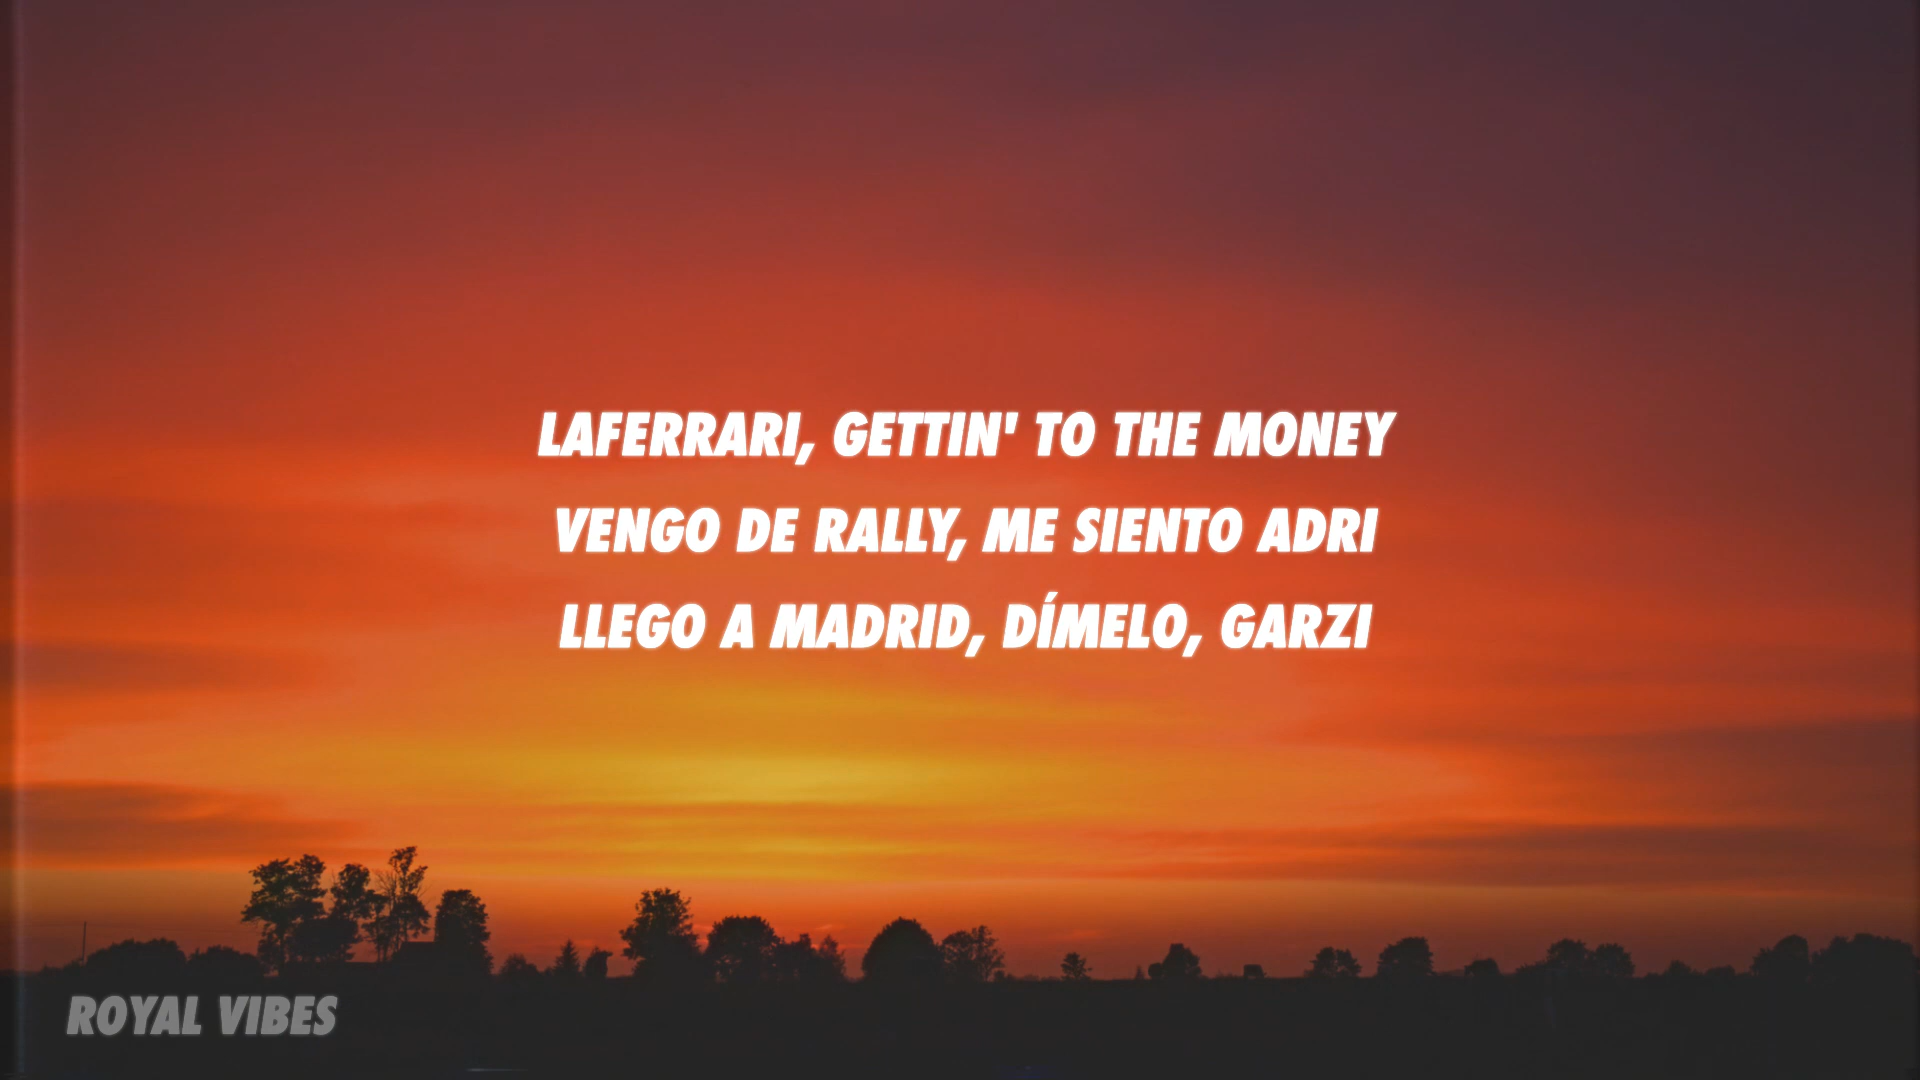 LAFERRARI, GETTIN' TO THE MONEY
VENGO DE RALLY, ME SIENTO ADRI
LLEGO A MADRID, DÍMELO, GARZI
ROYAL VIBES